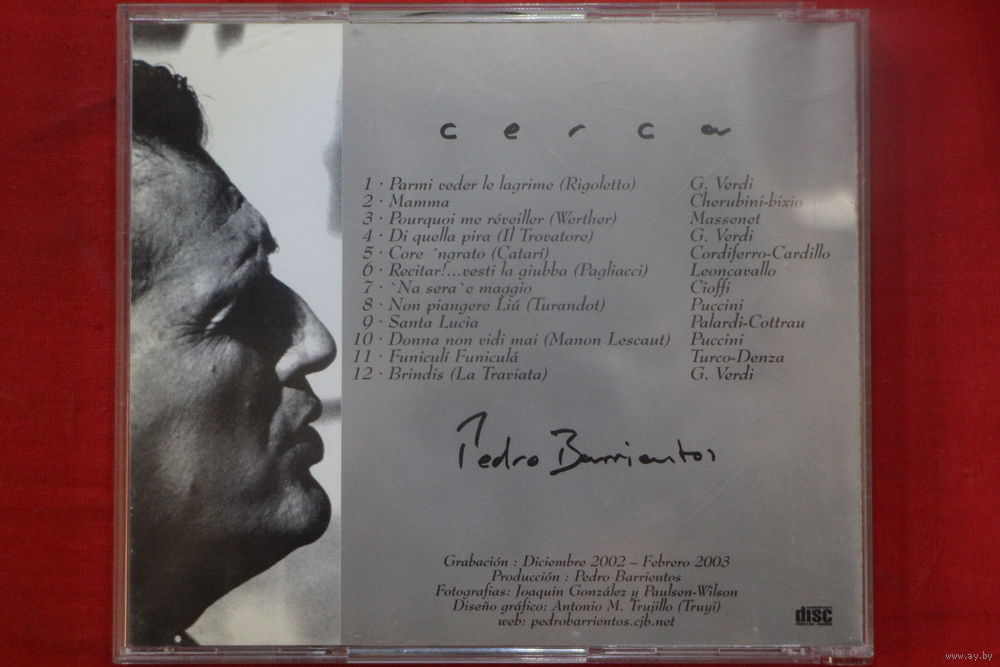 cerca
1 · Parmi veder le lagrime (Rigoletto) G. Verdi
2 · Mamma Cherubini-bixio
3 · Pourquoi me réveiller (Werther) Massenet
4 · Di quella pira (Il Trovatore) G. Verdi
5 · Core ´ngrato (Catarí) Cordiferro-Cardillo
6 · Recitar!...vesti la giubba (Pagliacci) Leoncavallo
7 · `Na sera`e maggio Cioffi
8 · Non piangere Liú (Turandot) Puccini
9 · Santa Lucia Palardi-Cottrau
10 · Donna non vidi mai (Manon Lescaut) Puccini
11 · Funiculí Funiculá Turco-Denza
12 · Brindis (La Traviata) G. Verdi
Pedro Barrientos
Grabación : Diciembre 2002 – Febrero 2003
Producción : Pedro Barrientos
Fotografias: Joaquín González y Paulsen-Wilson
Diseño gráfico: Antonio M. Trujillo (Truyi)
web: pedrobarrientos.cjb.net
COMPACT
disc
DIGITAL AUDIO
www.ay.by